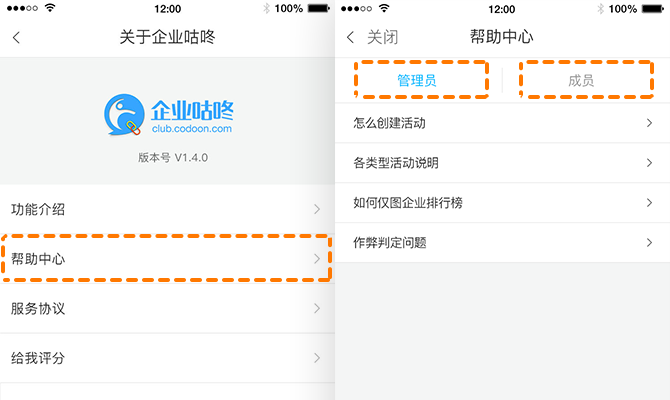 12:00
100%
关于企业咕咚
企业咕咚
club.codoon.com
版本号 V1.4.0
功能介绍
帮助中心
服务协议
给我评分
12:00
100%
关闭
帮助中心
管理员
成员
怎么创建活动
各类型活动说明
如何仅图企业排行榜
作弊判定问题